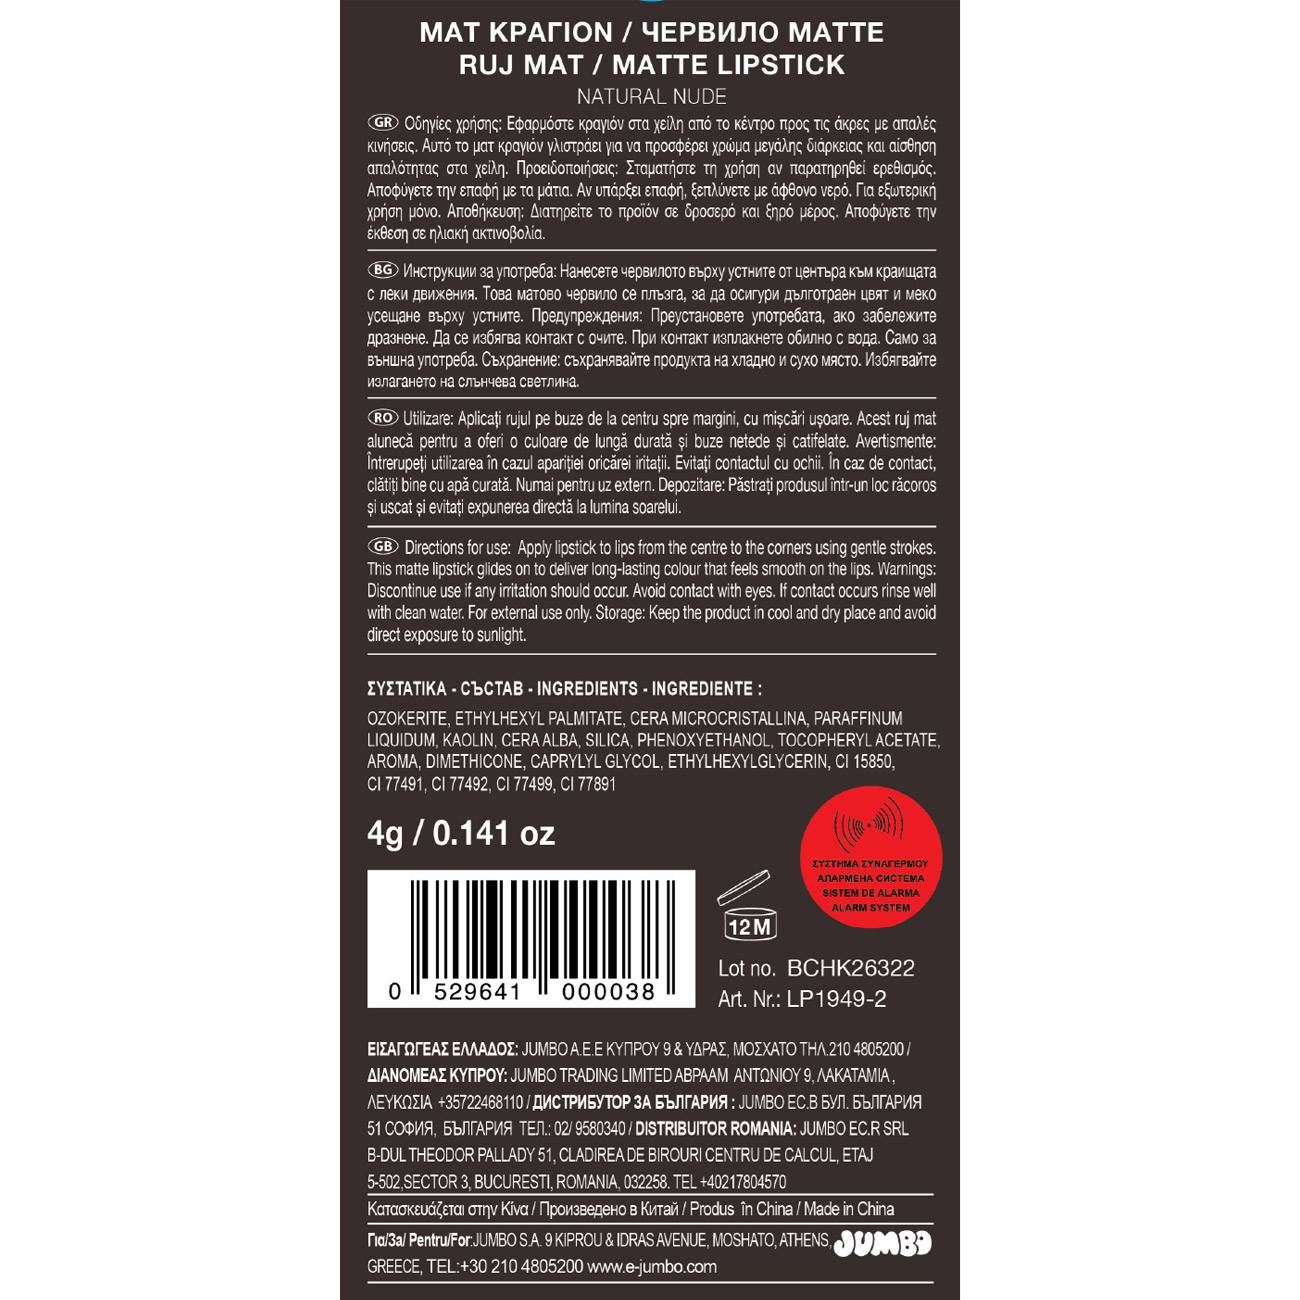 ΜΑΤ ΚΡΑΓΙΟΝ / ЧЕРВИЛО MATTE
RUJ MAT / MATTE LIPSTICK
NATURAL NUDE
GR Οδηγίες χρήσης: Εφαρμόστε κραγιόν στα χείλη από το κέντρο προς τις άκρες με απαλές
κινήσεις. Αυτό το ματ κραγιόν γλιστράει για να προσφέρει χρώμα μεγάλης διάρκειας και αίσθηση
απαλότητας στα χείλη. Προειδοποιήσεις: Σταματήστε τη χρήση αν παρατηρηθεί ερεθισμός.
Αποφύγετε την επαφή με τα μάτια. Αν υπάρξει επαφή, ξεπλύνετε με άφθονο νερό. Για εξωτερική
χρήση μόνο. Αποθήκευση: Διατηρείτε το προϊόν σε δροσερό και ξηρό μέρος. Αποφύγετε την
έκθεση σε ηλιακή ακτινοβολία.
BG Инструкции за употреба: Нанесете червилото върху устните от центъра към краищата
с леки движения. Това матово червило се плъзга, за да осигури дълготраен цвят и меко
усещане върху устните. Предупреждения: Преустановете употребата, ако забележите
дразнене. Да се избягва контакт с очите. При контакт изплакнете обилно с вода. Само за
външна употреба. Съхранение: съхранявайте продукта на хладно и сухо място. Избягвайте
излагането на слънчева светлина.
RO Utilizare: Aplicați rujul pe buze de la centru spre margini, cu mișcări ușoare. Acest ruj mat
alunecă pentru a oferi o culoare de lungă durată și buze netede și catifelate. Avertismente:
Întrerupeți utilizarea în cazul apariției oricărei iritații. Evitați contactul cu ochii. În caz de contact,
clătiți bine cu apă curată. Numai pentru uz extern. Depozitare: Păstrați produsul într-un loc răcoros
și uscat și evitați expunerea directă la lumina soarelui.
GB Directions for use: Apply lipstick to lips from the centre to the corners using gentle strokes.
This matte lipstick glides on to deliver long-lasting colour that feels smooth on the lips. Warnings:
Discontinue use if any irritation should occur. Avoid contact with eyes. If contact occurs rinse well
with clean water. For external use only. Storage: Keep the product in cool and dry place and avoid
direct exposure to sunlight.
ΣΥΣΤΑΤΙΚΑ - СЪСТАВ - INGREDIENTS - INGREDIENTE :
OZOKERITE, ETHYLHEXYL PALMITATE, CERA MICROCRISTALLINA, PARAFFINUM
LIQUIDUM, KAOLIN, CERA ALBA, SILICA, PHENOXYETHANOL, TOCOPHERYL ACETATE,
AROMA, DIMETHICONE, CAPRYLYL GLYCOL, ETHYLHEXYLGLYCERIN, CI 15850,
CI 77491, CI 77492, CI 77499, CI 77891
4g / 0.141 oz
ΣΥΣΤΗΜΑ ΣΥΝΑΓΕΡΜΟΥ
АЛАРМЕНА СИСТЕМА
SISTEM DE ALARMA
ALARM SYSTEM
12M
0 529641 000038
Lot no. BCHK26322
Art. Nr.: LP1949-2
ΕΙΣΑΓΩΓΕΑΣ ΕΛΛΑΔΟΣ: JUMBO A.E.E ΚΥΠΡΟΥ 9 & ΥΔΡΑΣ, ΜΟΣΧΑΤΟ ΤΗΛ.210 4805200 /
ΔΙΑΝΟΜΕΑΣ ΚΥΠΡΟΥ: JUMBO TRADING LIMITED ΑΒΡΑΑΜ ΑΝΤΩΝΙΟΥ 9, ΛΑΚΑΤΑΜΙΑ ,
ΛΕΥΚΩΣΙΑ +35722468110 / ДИСТРИБУТОР ЗА БЪЛГАРИЯ : JUMBO EC.B БУЛ. БЪЛГАРИЯ
51 СОФИЯ, БЪЛГАРИЯ ТЕЛ.: 02/ 9580340 / DISTRIBUITOR ROMANIA: JUMBO EC.R SRL
B-DUL THEODOR PALLADY 51, CLADIREA DE BIROURI CENTRU DE CALCUL, ETAJ
5-502,SECTOR 3, BUCURESTI, ROMANIA, 032258. TEL +40217804570
Κατασκευάζεται στην Κίνα / Произведено в Китай / Produs în China / Made in China
Για/За/ Pentru/For:JUMBO S.A. 9 KIPROU & IDRAS AVENUE, MOSHATO, ATHENS, JUMBO
GREECE, TEL:+30 210 4805200 www.e-jumbo.com